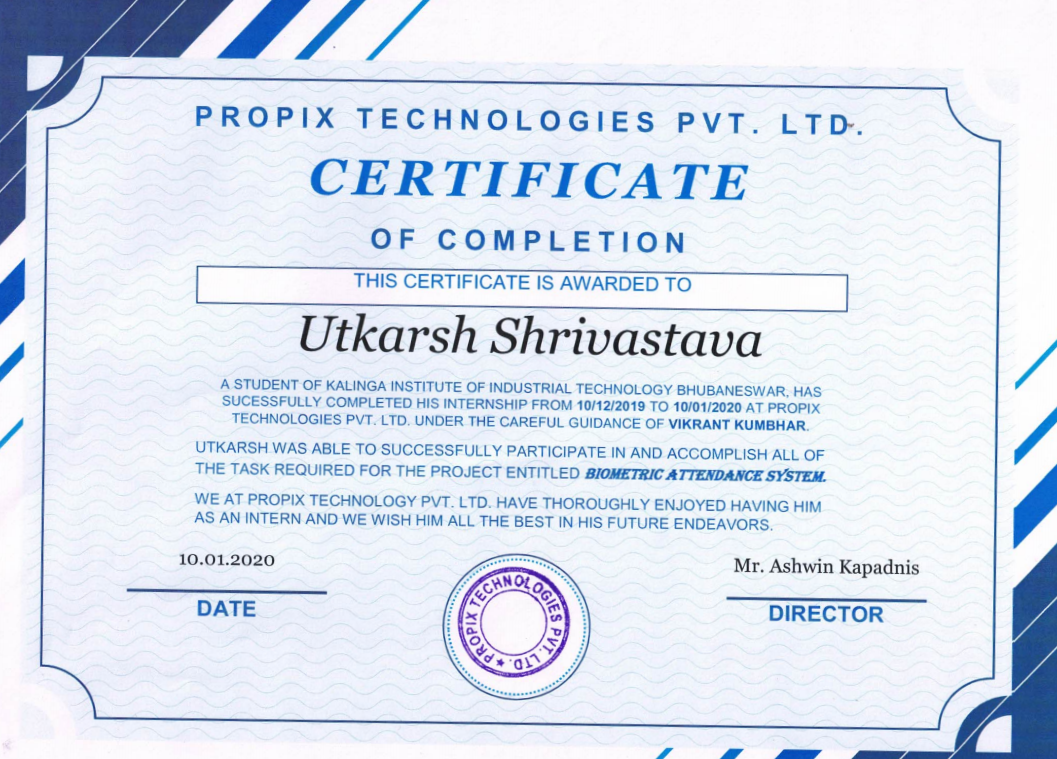 PROPIX TECHNOLOGIES PVT. LTD.
CERTIFICATE
OF COMPLETION
THIS CERTIFICATE IS AWARDED TO
Utkarsh Shrivastava
A STUDENT OF KALINGA INSTITUTE OF INDUSTRIAL TECHNOLOGY BHUBANESWAR, HAS
SUCESSFULLY COMPLETED HIS INTERNSHIP FROM 10/12/2019 TO 10/01/2020 AT PROPIX
TECHNOLOGIES PVT. LTD. UNDER THE CAREFUL GUIDANCE OF VIKRANT KUMBHAR.
UTKARSH WAS ABLE TO SUCCESSFULLY PARTICIPATE IN AND ACCOMPLISH ALL OF
THE TASK REQUIRED FOR THE PROJECT ENTITLED BIOMETRIC ATTENDANCE SYSTEM.
WE AT PROPIX TECHNOLOGY PVT. LTD. HAVE THOROUGHLY ENJOYED HAVING HIM
AS AN INTERN AND WE WISH HIM ALL THE BEST IN HIS FUTURE ENDEAVORS.
10.01.2020
DATE
PROPIX TECHNOLOGIES PVT. LTD. ★
Mr. Ashwin Kapadnis
DIRECTOR